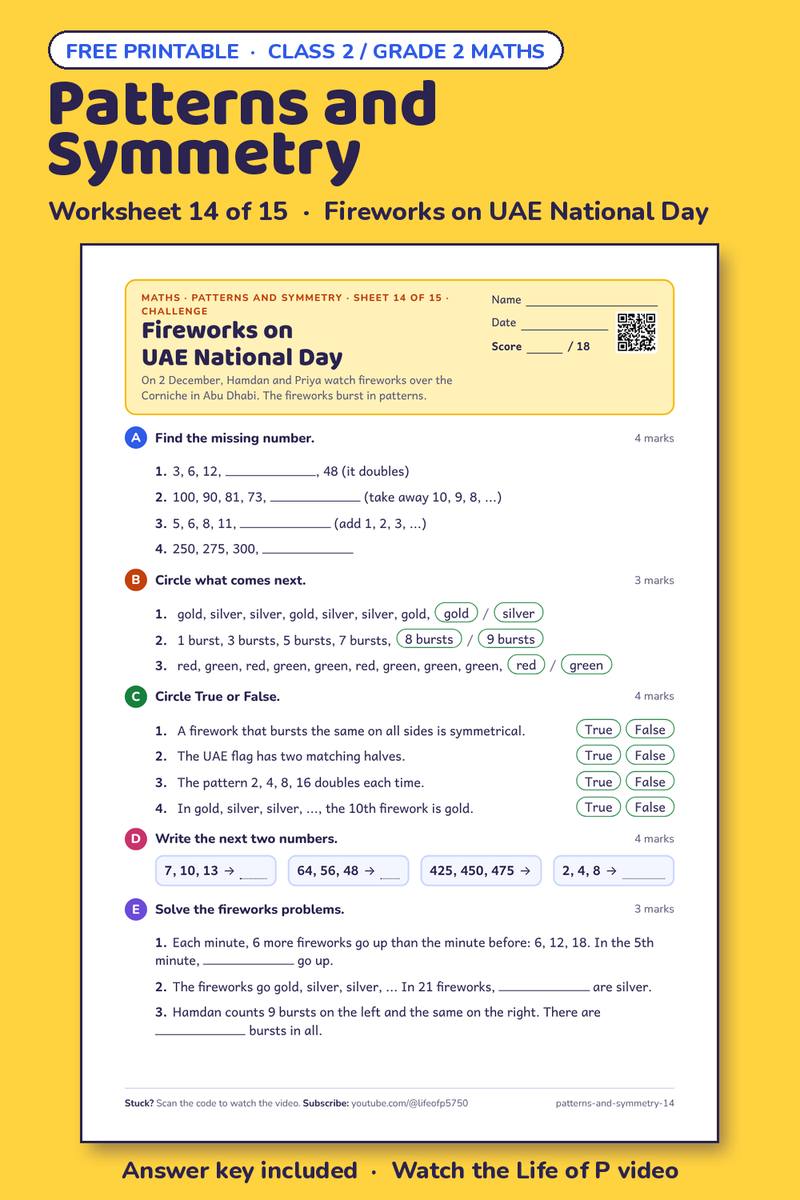 FREE PRINTABLE · CLASS 2 / GRADE 2 MATHS
Patterns and
Symmetry
Worksheet 14 of 15 · Fireworks on UAE National Day
MATHS · PATTERNS AND SYMMETRY · SHEET 14 OF 15 ·
CHALLENGE
Fireworks on
UAE National Day
On 2 December, Hamdan and Priya watch fireworks over the
Corniche in Abu Dhabi. The fireworks burst in patterns.
Name ____________
Date ____________
Score _____ / 18
A Find the missing number. 4 marks
1. 3, 6, 12, ____________, 48 (it doubles)
2. 100, 90, 81, 73, ____________ (take away 10, 9, 8, ...)
3. 5, 6, 8, 11, ____________ (add 1, 2, 3, ...)
4. 250, 275, 300, ____________
B Circle what comes next. 3 marks
1. gold, silver, silver, gold, silver, silver, gold, gold / silver
2. 1 burst, 3 bursts, 5 bursts, 7 bursts, 8 bursts / 9 bursts
3. red, green, red, green, green, red, green, green, green, red / green
C Circle True or False. 4 marks
1. A firework that bursts the same on all sides is symmetrical. True False
2. The UAE flag has two matching halves. True False
3. The pattern 2, 4, 8, 16 doubles each time. True False
4. In gold, silver, silver, ..., the 10th firework is gold. True False
D Write the next two numbers. 4 marks
7, 10, 13 → ____ 64, 56, 48 → ____ 425, 450, 475 → 2, 4, 8 → ______
E Solve the fireworks problems. 3 marks
1. Each minute, 6 more fireworks go up than the minute before: 6, 12, 18. In the 5th
minute, ____________ go up.
2. The fireworks go gold, silver, silver, ... In 21 fireworks, ____________ are silver.
3. Hamdan counts 9 bursts on the left and the same on the right. There are
____________ bursts in all.
Stuck? Scan the code to watch the video. Subscribe: youtube.com/@lifeofp5750 patterns-and-symmetry-14
Answer key included · Watch the Life of P video